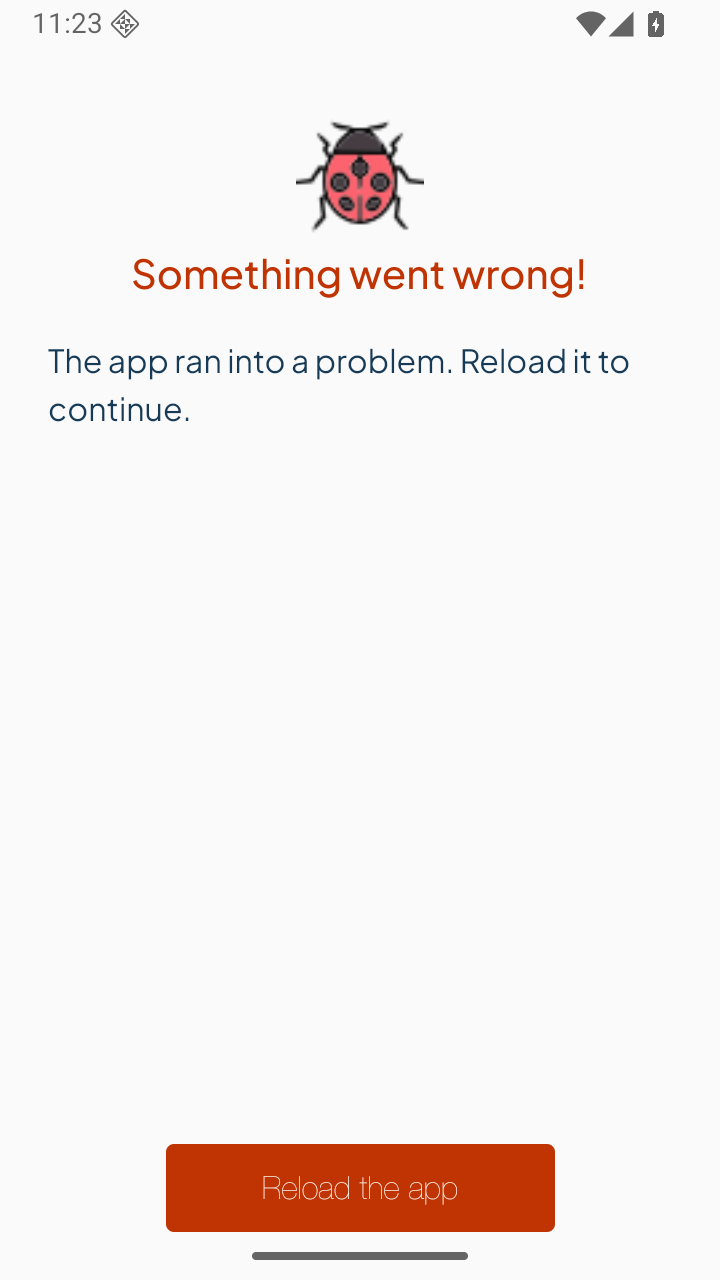 11:23
Something went wrong!
The app ran into a problem. Reload it to
continue.
Reload the app